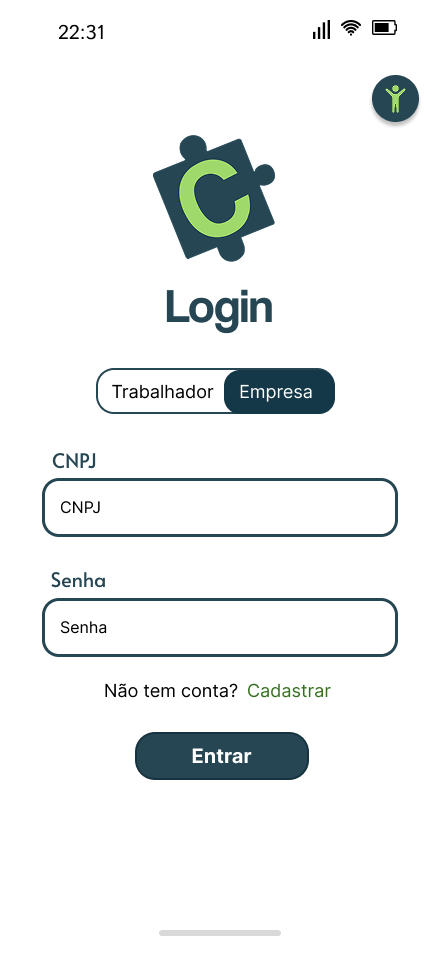 22:31
C
Login
Trabalhador Empresa
CNPJ
CNPJ
Senha
Senha
Não tem conta? Cadastrar
Entrar